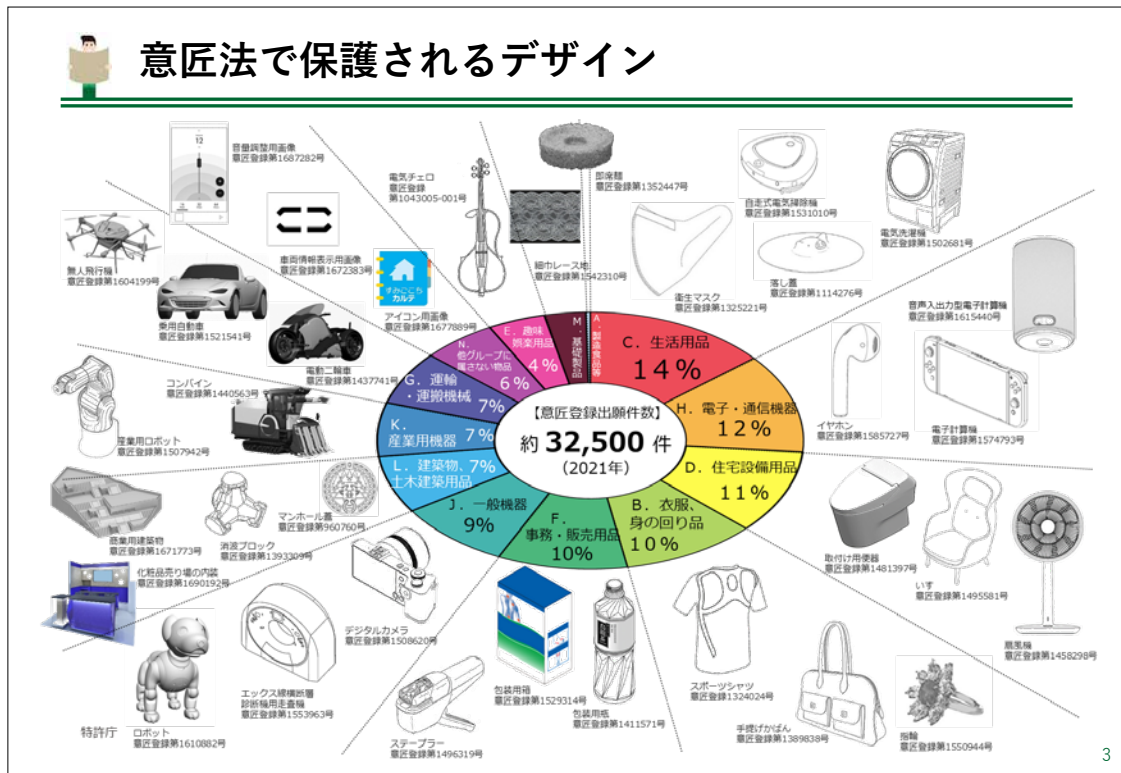 意匠法で保護されるデザイン
音量調整用画像
意匠登録第1687282号
電気チェロ
意匠登録
第1043005-001号
即席麺
意匠登録第1352447号
自走式電気掃除機
意匠登録第1531010号
電気洗濯機
意匠登録第1502681号
無人飛行機
意匠登録第1604199号
車両情報表示用画像
意匠登録第1672383号
すみここち
カルテ
アイコン用画像
意匠登録第1677889号
細巾レース地
意匠登録第1542310号
衛生マスク
意匠登録第1325221号
落し蓋
意匠登録第1114276号
音声入出力型電子計算機
意匠登録第1615440号
乗用自動車
意匠登録第1521541号
電動二輪車
意匠登録第1437741号
コンバイン
意匠登録第1440563号
産業用ロボット
意匠登録第1507942号
イヤホン
意匠登録第1585727号
電子計算機
意匠登録第1574793号
A．製造食品等
C．生活用品
14%
H．電子・通信機器
12%
D．住宅設備用品
11%
B．衣服、
身の回り品
10%
F．
事務・販売用品
10%
J．一般機器
9%
L．建築物、7%
土木建築用品
K．
産業用機器 7%
G．運輸
・運搬機械
7%
N．
他グループに
属さない物品
6%
E．趣味
娯楽用品
4%
M．基礎製品
【意匠登録出願件数】
約 32,500 件
（2021年）
商業用建築物
意匠登録第1671773号
消波ブロック
意匠登録第1393309号
マンホール蓋
意匠登録第960760号
化粧品売り場の内装
意匠登録第1690192号
取付け用便器
意匠登録第1481397号
いす
意匠登録第1495581号
扇風機
意匠登録第1458298号
ロボット
意匠登録第1610882号
エックス線横断層
診断機用走査機
意匠登録第1553963号
デジタルカメラ
意匠登録第1508620号
ステープラー
意匠登録第1496319号
包装用箱
意匠登録第1529314号
包装用瓶
意匠登録第1411571号
スポーツシャツ
意匠登録第1324024号
手提げかばん
意匠登録第1389838号
指輪
意匠登録第1550944号
特許庁
3